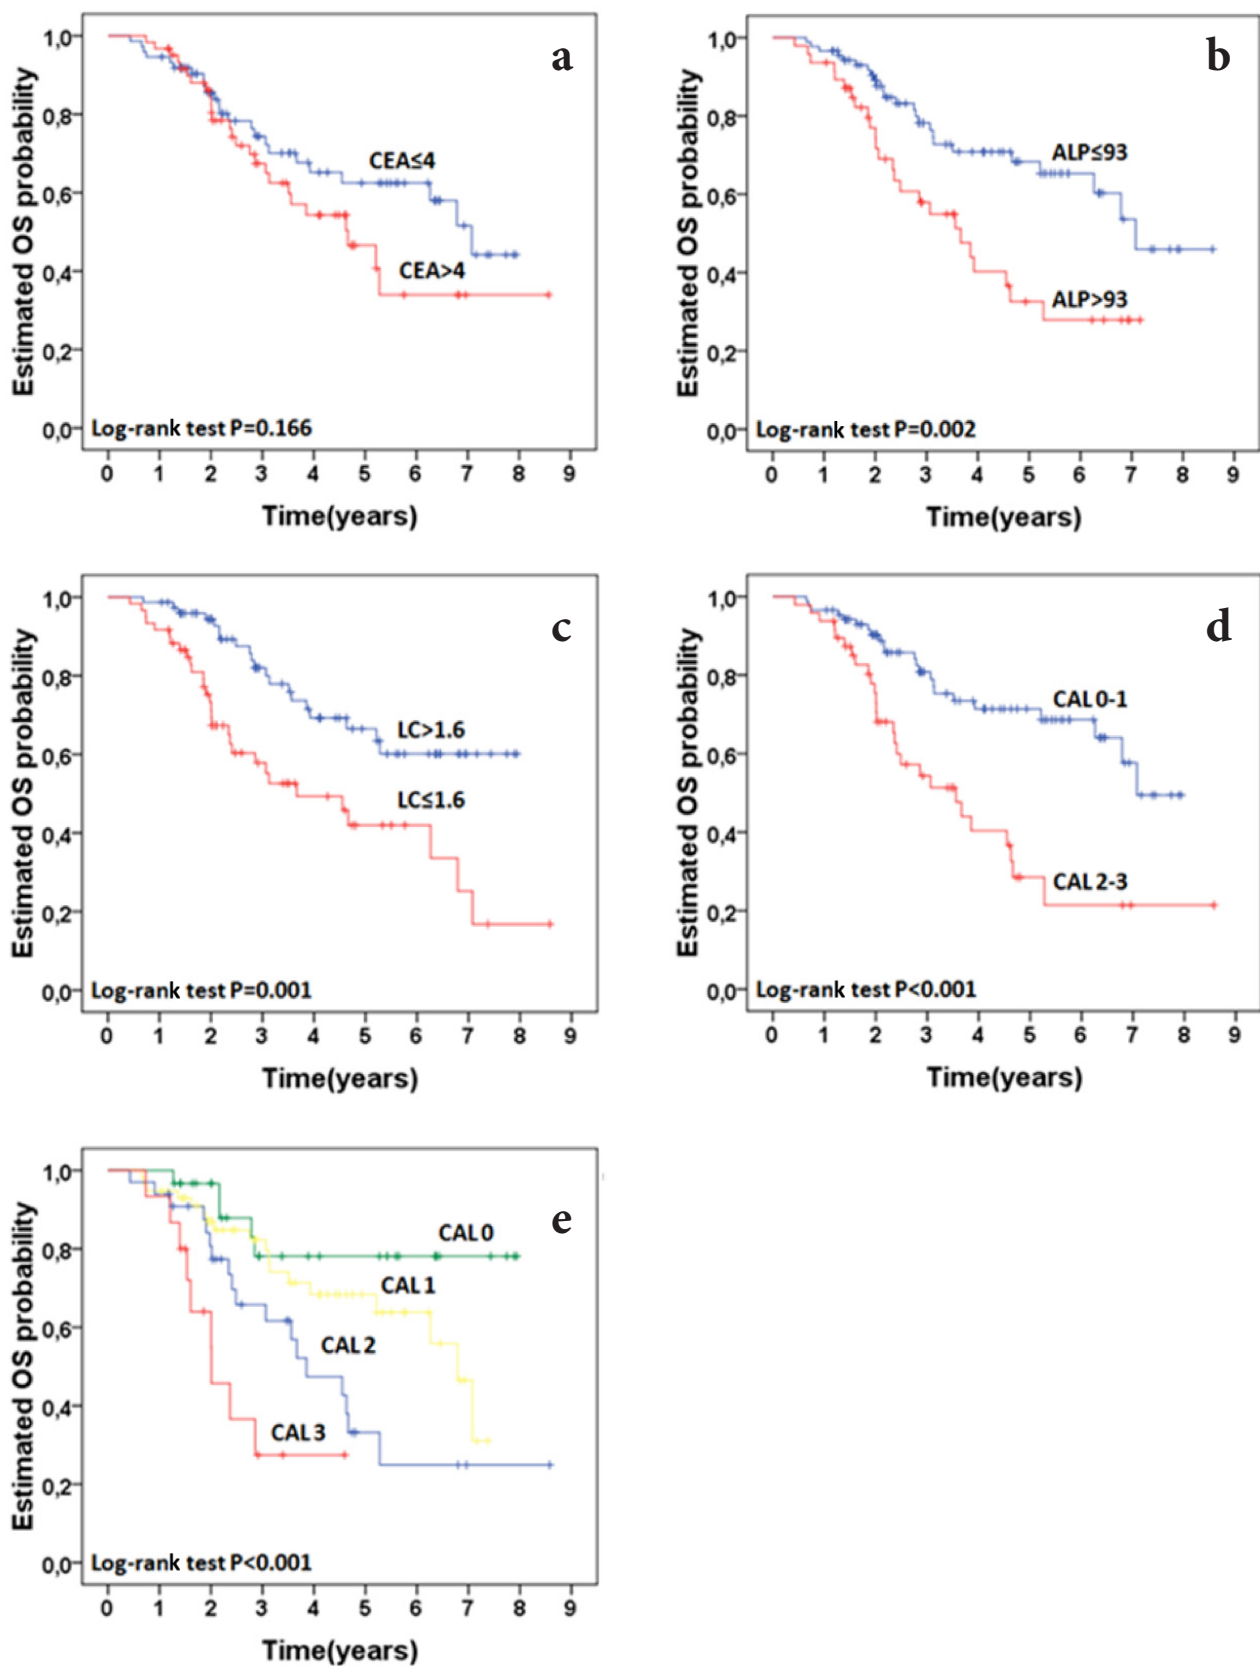 a
Estimated OS probability
1,0
0,8
0,6
0,4
0,2
0,0
CEA≤4
CEA>4
Log-rank test P=0.166
0 1 2 3 4 5 6 7 8 9
Time(years)
b
Estimated OS probability
1,0
0,8
0,6
0,4
0,2
0,0
ALP≤93
ALP>93
Log-rank test P=0.002
0 1 2 3 4 5 6 7 8 9
Time(years)
c
Estimated OS probability
1,0
0,8
0,6
0,4
0,2
0,0
LC>1.6
LC≤1.6
Log-rank test P=0.001
0 1 2 3 4 5 6 7 8 9
Time(years)
d
Estimated OS probability
1,0
0,8
0,6
0,4
0,2
0,0
CAL 0-1
CAL 2-3
Log-rank test P<0.001
0 1 2 3 4 5 6 7 8 9
Time(years)
e
Estimated OS probability
1,0
0,8
0,6
0,4
0,2
0,0
CAL 0
CAL 1
CAL 2
CAL 3
Log-rank test P<0.001
0 1 2 3 4 5 6 7 8 9
Time(years)